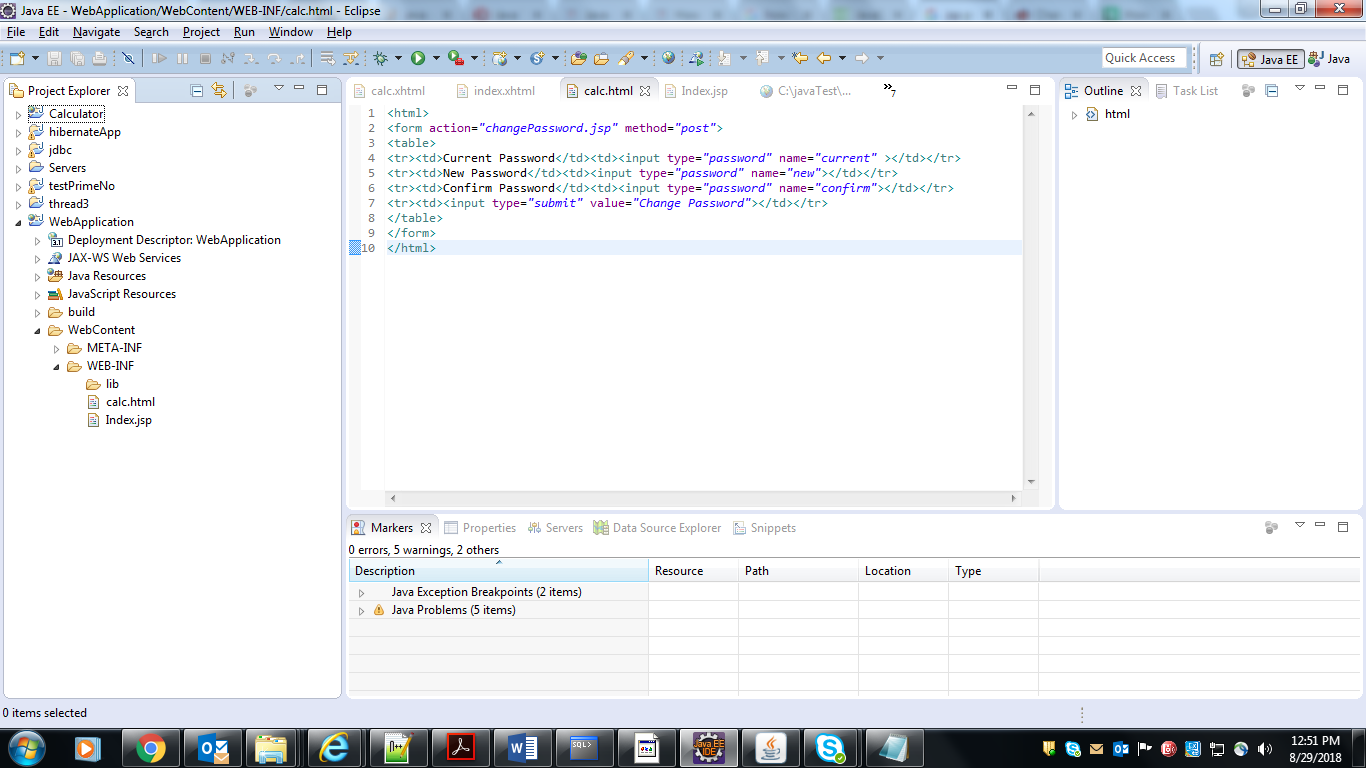 Java EE - WebApplication/WebContent/WEB-INF/calc.html - Eclipse
File Edit Navigate Search Project Run Window Help
Quick Access Java EE Java
Project Explorer
Calculator
hibernateApp
jdbc
Servers
testPrimeNo
thread3
WebApplication
Deployment Descriptor: WebApplication
JAX-WS Web Services
Java Resources
JavaScript Resources
build
WebContent
META-INF
WEB-INF
lib
calc.html
Index.jsp
calc.xhtml index.xhtml calc.html Index.jsp C:\javaTest\... »7
1 <html>
2 <form action="changePassword.jsp" method="post">
3 <table>
4 <tr><td>Current Password</td><td><input type="password" name="current" ></td></tr>
5 <tr><td>New Password</td><td><input type="password" name="new"></td></tr>
6 <tr><td>Confirm Password</td><td><input type="password" name="confirm"></td></tr>
7 <tr><td><input type="submit" value="Change Password"></td></tr>
8 </table>
9 </form>
10 </html>
Outline Task List
html
Markers Properties Servers Data Source Explorer Snippets
0 errors, 5 warnings, 2 others
Description Resource Path Location Type
Java Exception Breakpoints (2 items)
Java Problems (5 items)
0 items selected
12:51 PM
8/29/2018